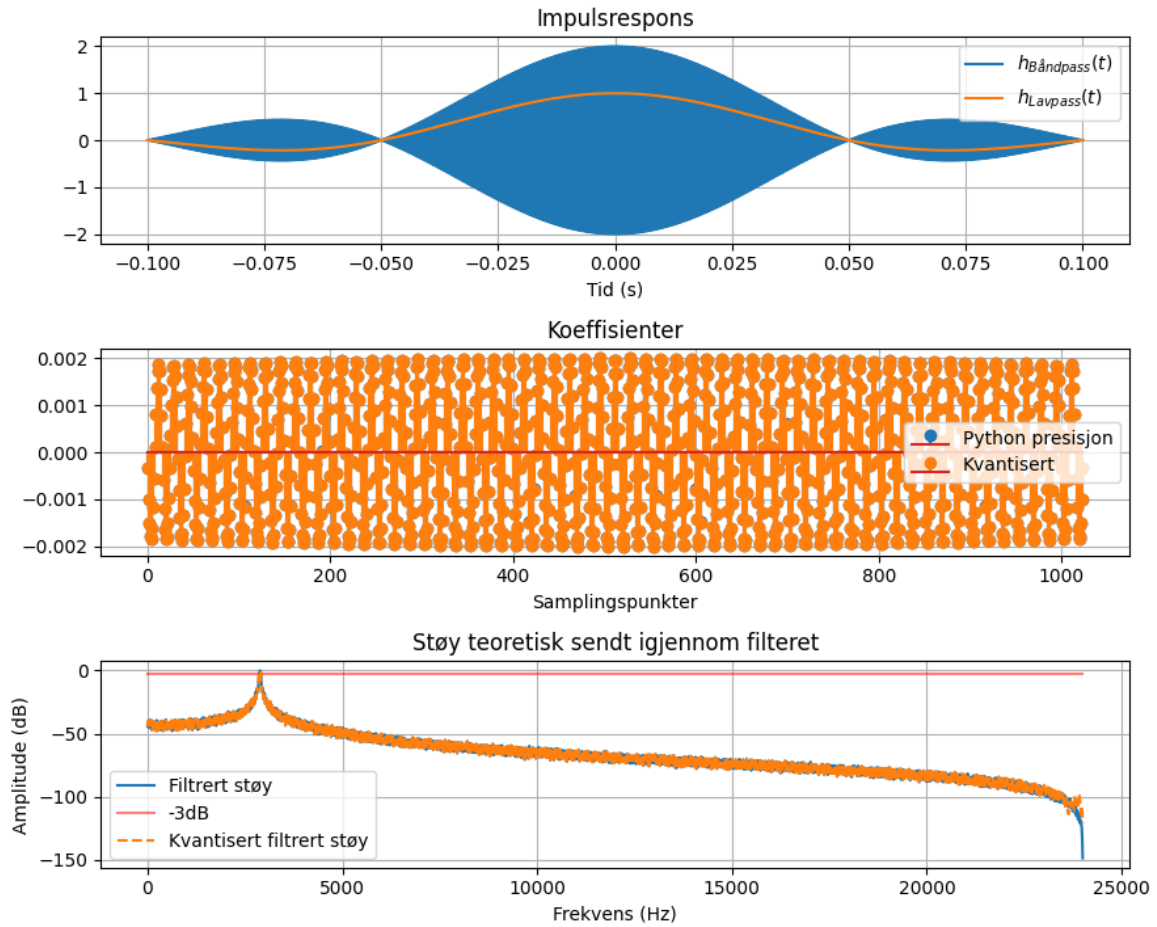 Impulsrespons
2
1
0
−1
−2
h_Båndpass(t)
h_Lavpass(t)
−0.100 −0.075 −0.050 −0.025 0.000 0.025 0.050 0.075 0.100
Tid (s)
Koeffisienter
0.002
0.001
0.000
−0.001
−0.002
Python presisjon
Kvantisert
0 200 400 600 800 1000
Samplingspunkter
Støy teoretisk sendt igjennom filteret
Amplitude (dB)
0
−50
−100
−150
Filtrert støy
-3dB
Kvantisert filtrert støy
0 5000 10000 15000 20000 25000
Frekvens (Hz)